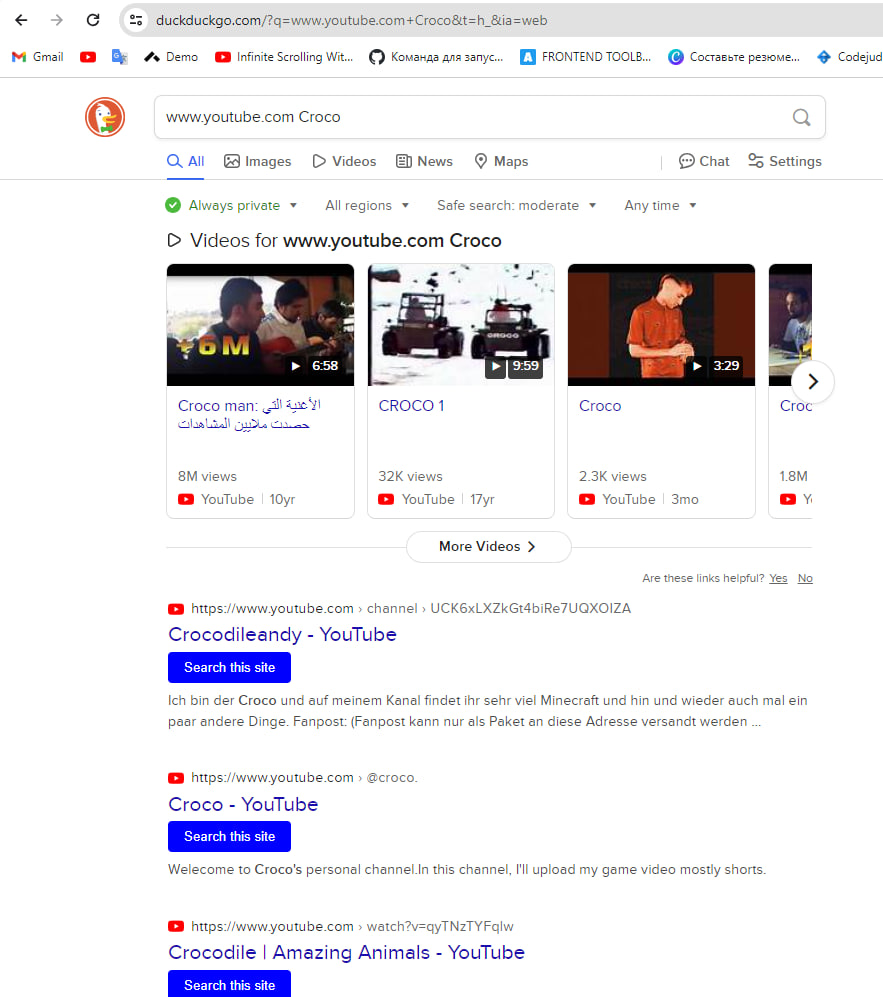 duckduckgo.com/?q=www.youtube.com+Croco&t=h_&ia=web
Gmail
Demo
Infinite Scrolling Wit...
Команда для запус...
FRONTEND TOOLB...
Составьте резюме...
Codejud
www.youtube.com Croco
All Images Videos News Maps Chat Settings
Always private All regions Safe search: moderate Any time
Videos for www.youtube.com Croco
+6M
6:58
CROCO
9:59
3:29
Croco man: الأغنية التي
حصدت ملايين المشاهدات
8M views
YouTube 10yr
CROCO 1
32K views
YouTube 17yr
Croco
2.3K views
YouTube 3mo
Croc
1.8M
More Videos
Are these links helpful? Yes No
https://www.youtube.com › channel › UCK6xLXZkGt4biRe7UQXOIZA
Crocodileandy - YouTube
Search this site
Ich bin der Croco und auf meinem Kanal findet ihr sehr viel Minecraft und hin und wieder auch mal ein
paar andere Dinge. Fanpost: (Fanpost kann nur als Paket an diese Adresse versandt werden ...
https://www.youtube.com › @croco.
Croco - YouTube
Search this site
Welecome to Croco's personal channel.In this channel, I'll upload my game video mostly shorts.
https://www.youtube.com › watch?v=qyTNzTYFqIw
Crocodile | Amazing Animals - YouTube
Search this site